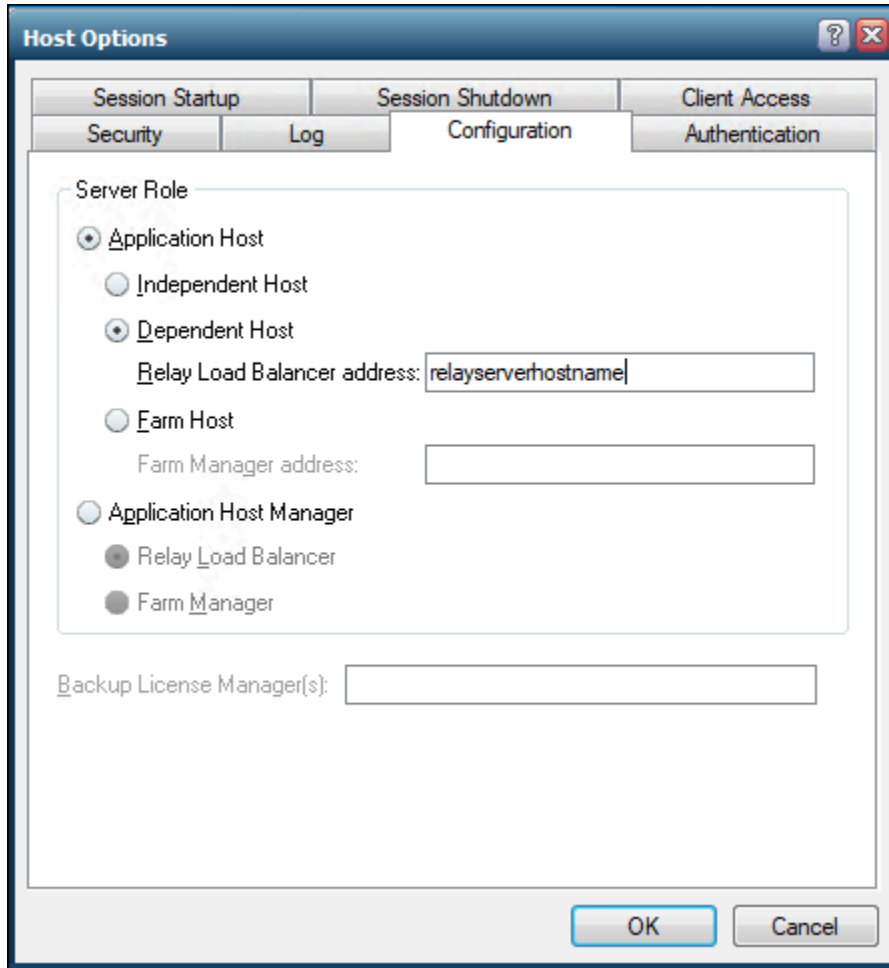 Host Options
Session Startup Session Shutdown Client Access
Security Log Configuration Authentication
Server Role
Application Host
Independent Host
Dependent Host
Relay Load Balancer address: relayserverhostname
Farm Host
Farm Manager address:
Application Host Manager
Relay Load Balancer
Farm Manager
Backup License Manager(s):
OK Cancel